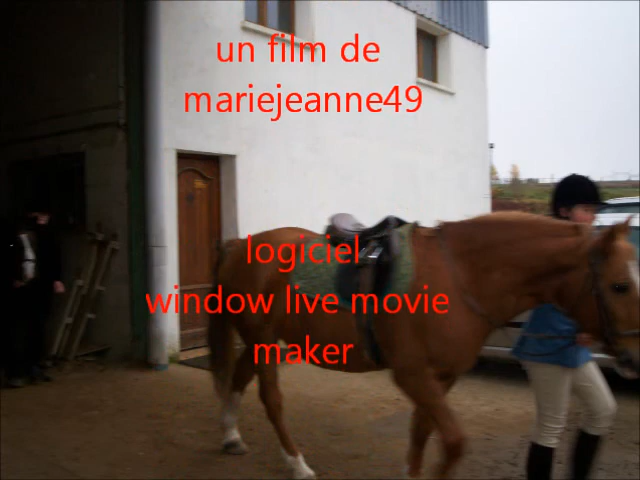 un film de
mariejeanne49
logiciel
window live movie
maker